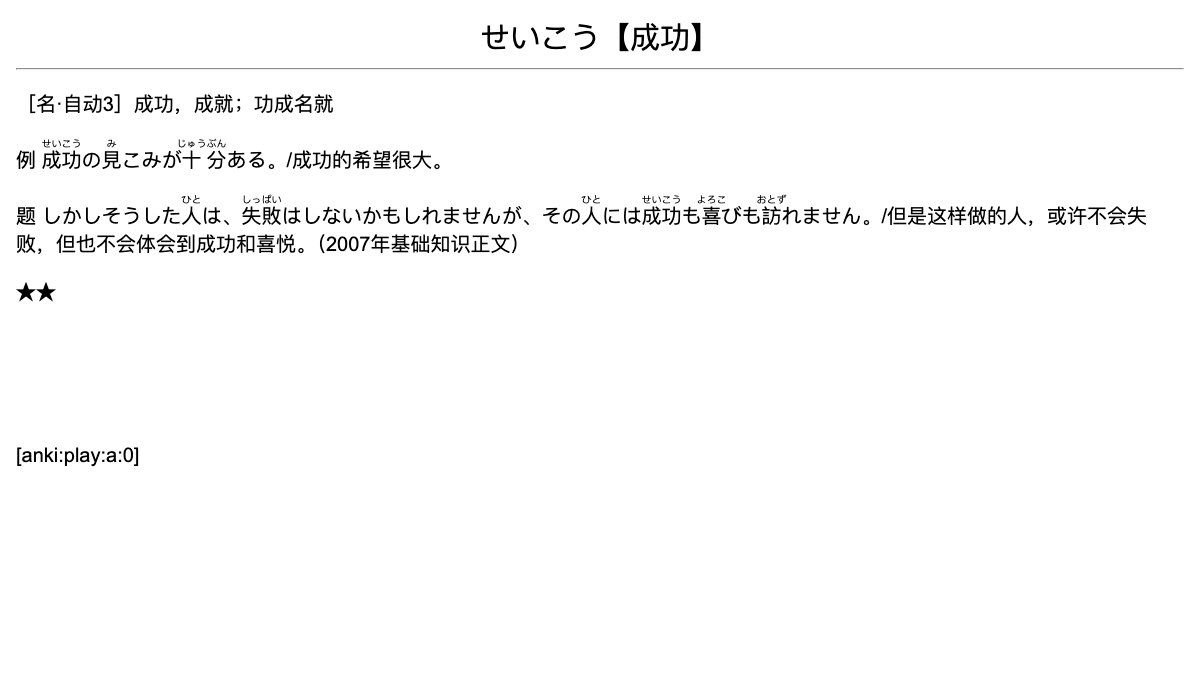 せいこう【成功】
［名·自动3］成功，成就；功成名就
せいこう み じゅうぶん
例 成功の見こみが十分ある。/成功的希望很大。
ひと しっぱい ひと せいこう よろこ おとず
题 しかしそうした人は、失敗はしないかもしれませんが、その人には成功も喜びも訪れません。/但是这样做的人，或许不会失
败，但也不会体会到成功和喜悦。（2007年基础知识正文）
★★
[anki:play:a:0]